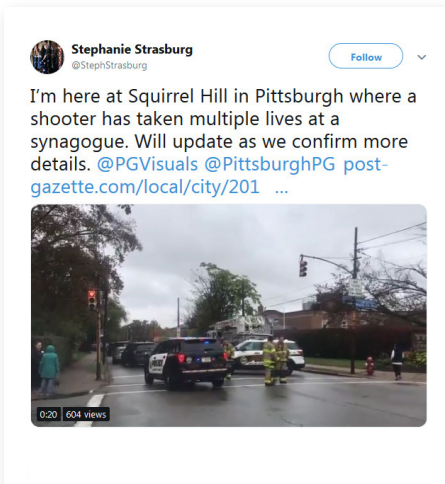 Stephanie Strasburg
@StephStrasburg
Follow
I'm here at Squirrel Hill in Pittsburgh where a
shooter has taken multiple lives at a
synagogue. Will update as we confirm more
details. @PGVisuals @PittsburghPG post-
gazette.com/local/city/201 ...
0:20 604 views